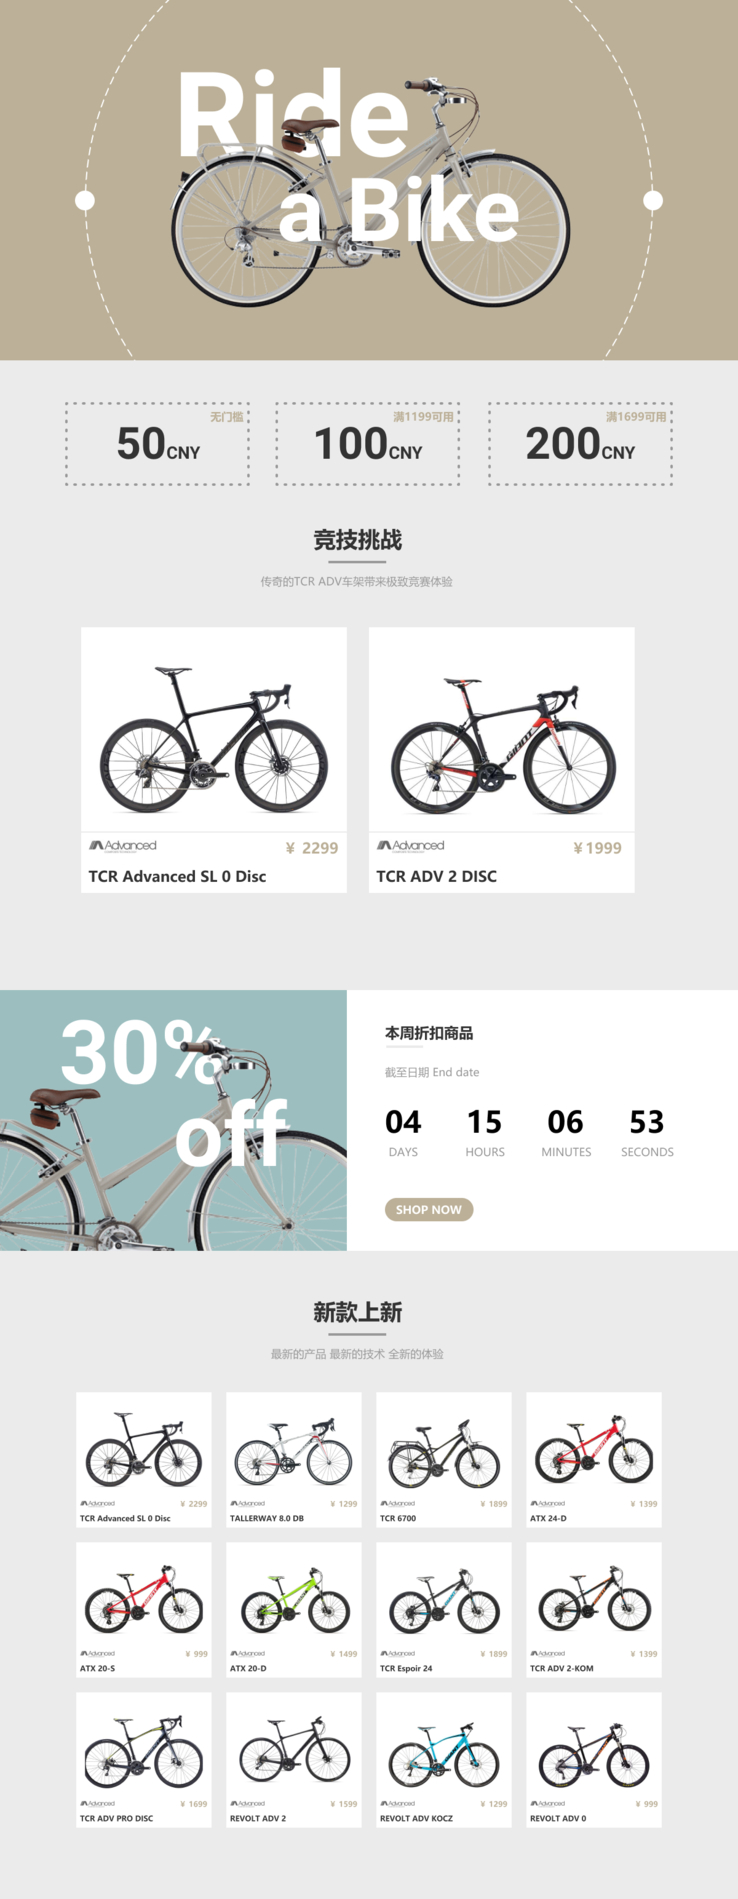 Ride
a Bike
无门槛
50CNY
满1199可用
100CNY
满1699可用
200CNY
竞技挑战
传奇的TCR ADV车架带来极致竞赛体验
GIANT
Advanced
¥ 2299
TCR Advanced SL 0 Disc
Advanced
¥1999
TCR ADV 2 DISC
30%
off
本周折扣商品
截至日期 End date
04 15 06 53
DAYS HOURS MINUTES SECONDS
SHOP NOW
新款上新
最新的产品 最新的技术 全新的体验
Advanced ¥ 2299
TCR Advanced SL 0 Disc
Advanced ¥ 1299
TALLERWAY 8.0 DB
Advanced ¥ 1899
TCR 6700
Advanced ¥ 1399
ATX 24-D
Advanced ¥ 999
ATX 20-S
Advanced ¥ 1499
ATX 20-D
Advanced ¥ 1899
TCR Espoir 24
Advanced ¥ 1399
TCR ADV 2-KOM
Advanced ¥ 1699
TCR ADV PRO DISC
Advanced ¥ 1599
REVOLT ADV 2
Advanced ¥ 1299
REVOLT ADV KOCZ
Advanced ¥ 999
REVOLT ADV 0